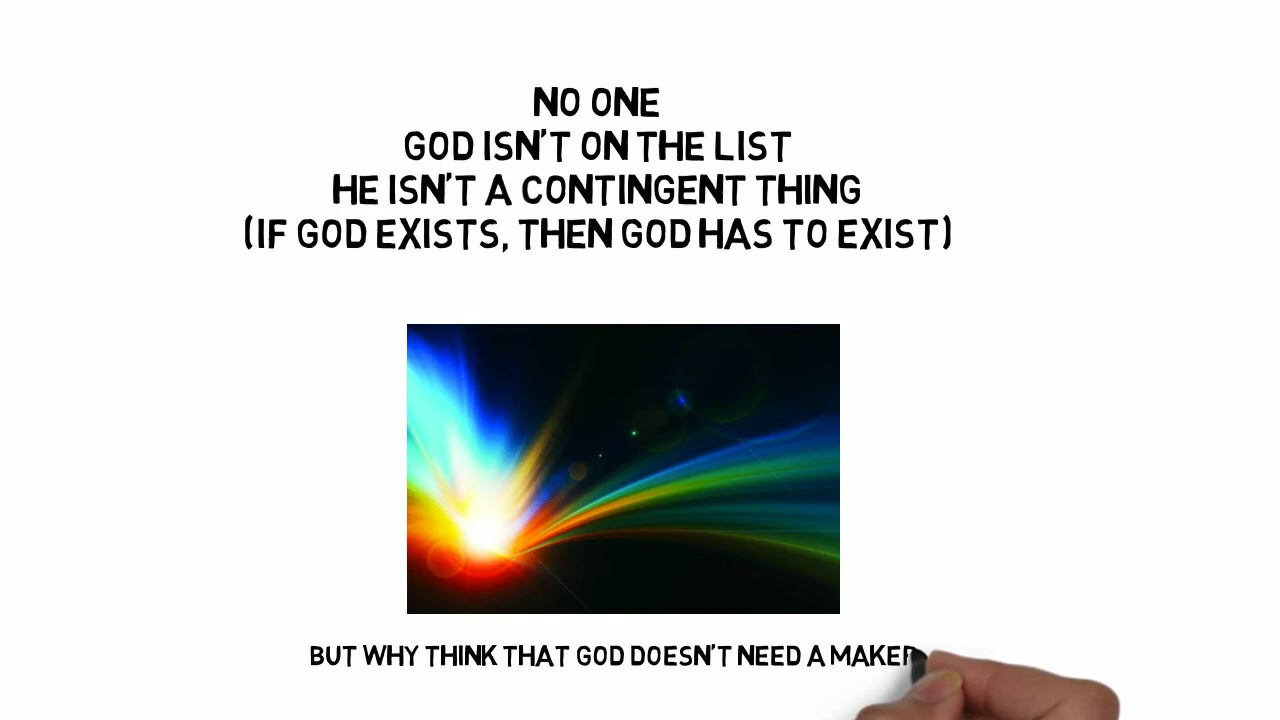 NO ONE
GOD ISN'T ON THE LIST
HE ISN'T A CONTINGENT THING
(IF GOD EXISTS, THEN GOD HAS TO EXIST)
BUT WHY THINK THAT GOD DOESN'T NEED A MAKER